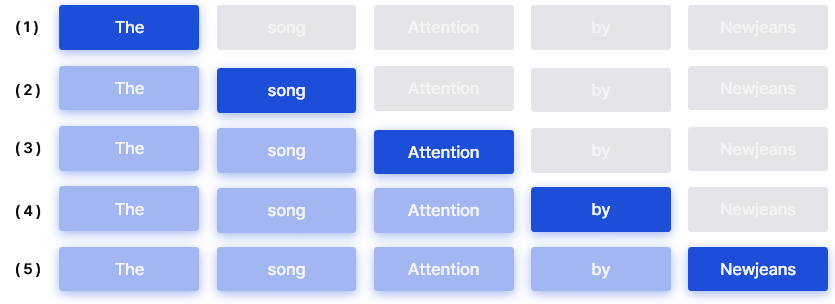 (1) The song Attention by Newjeans
(2) The song Attention by Newjeans
(3) The song Attention by Newjeans
(4) The song Attention by Newjeans
(5) The song Attention by Newjeans